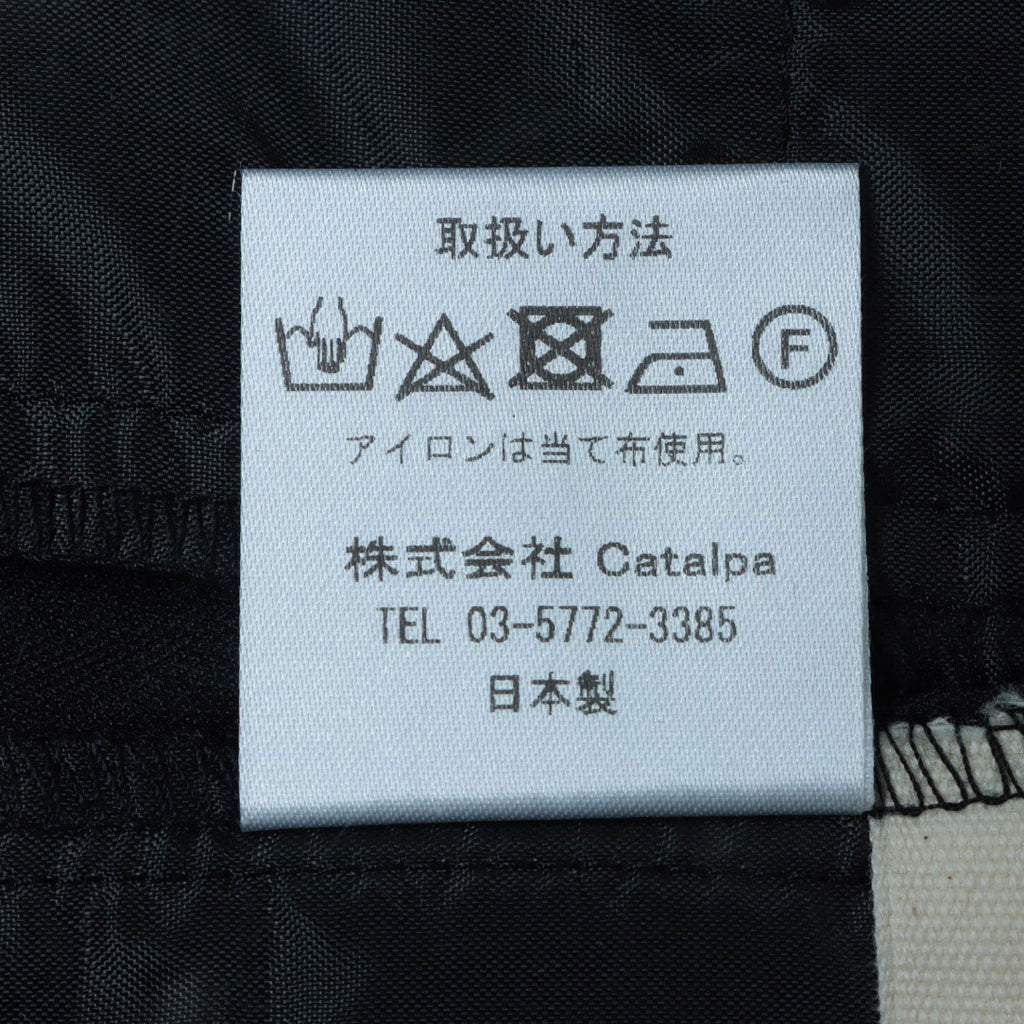 取扱い方法
F
アイロンは当て布使用。
株式会社 Catalpa
TEL 03-5772-3385
日本製